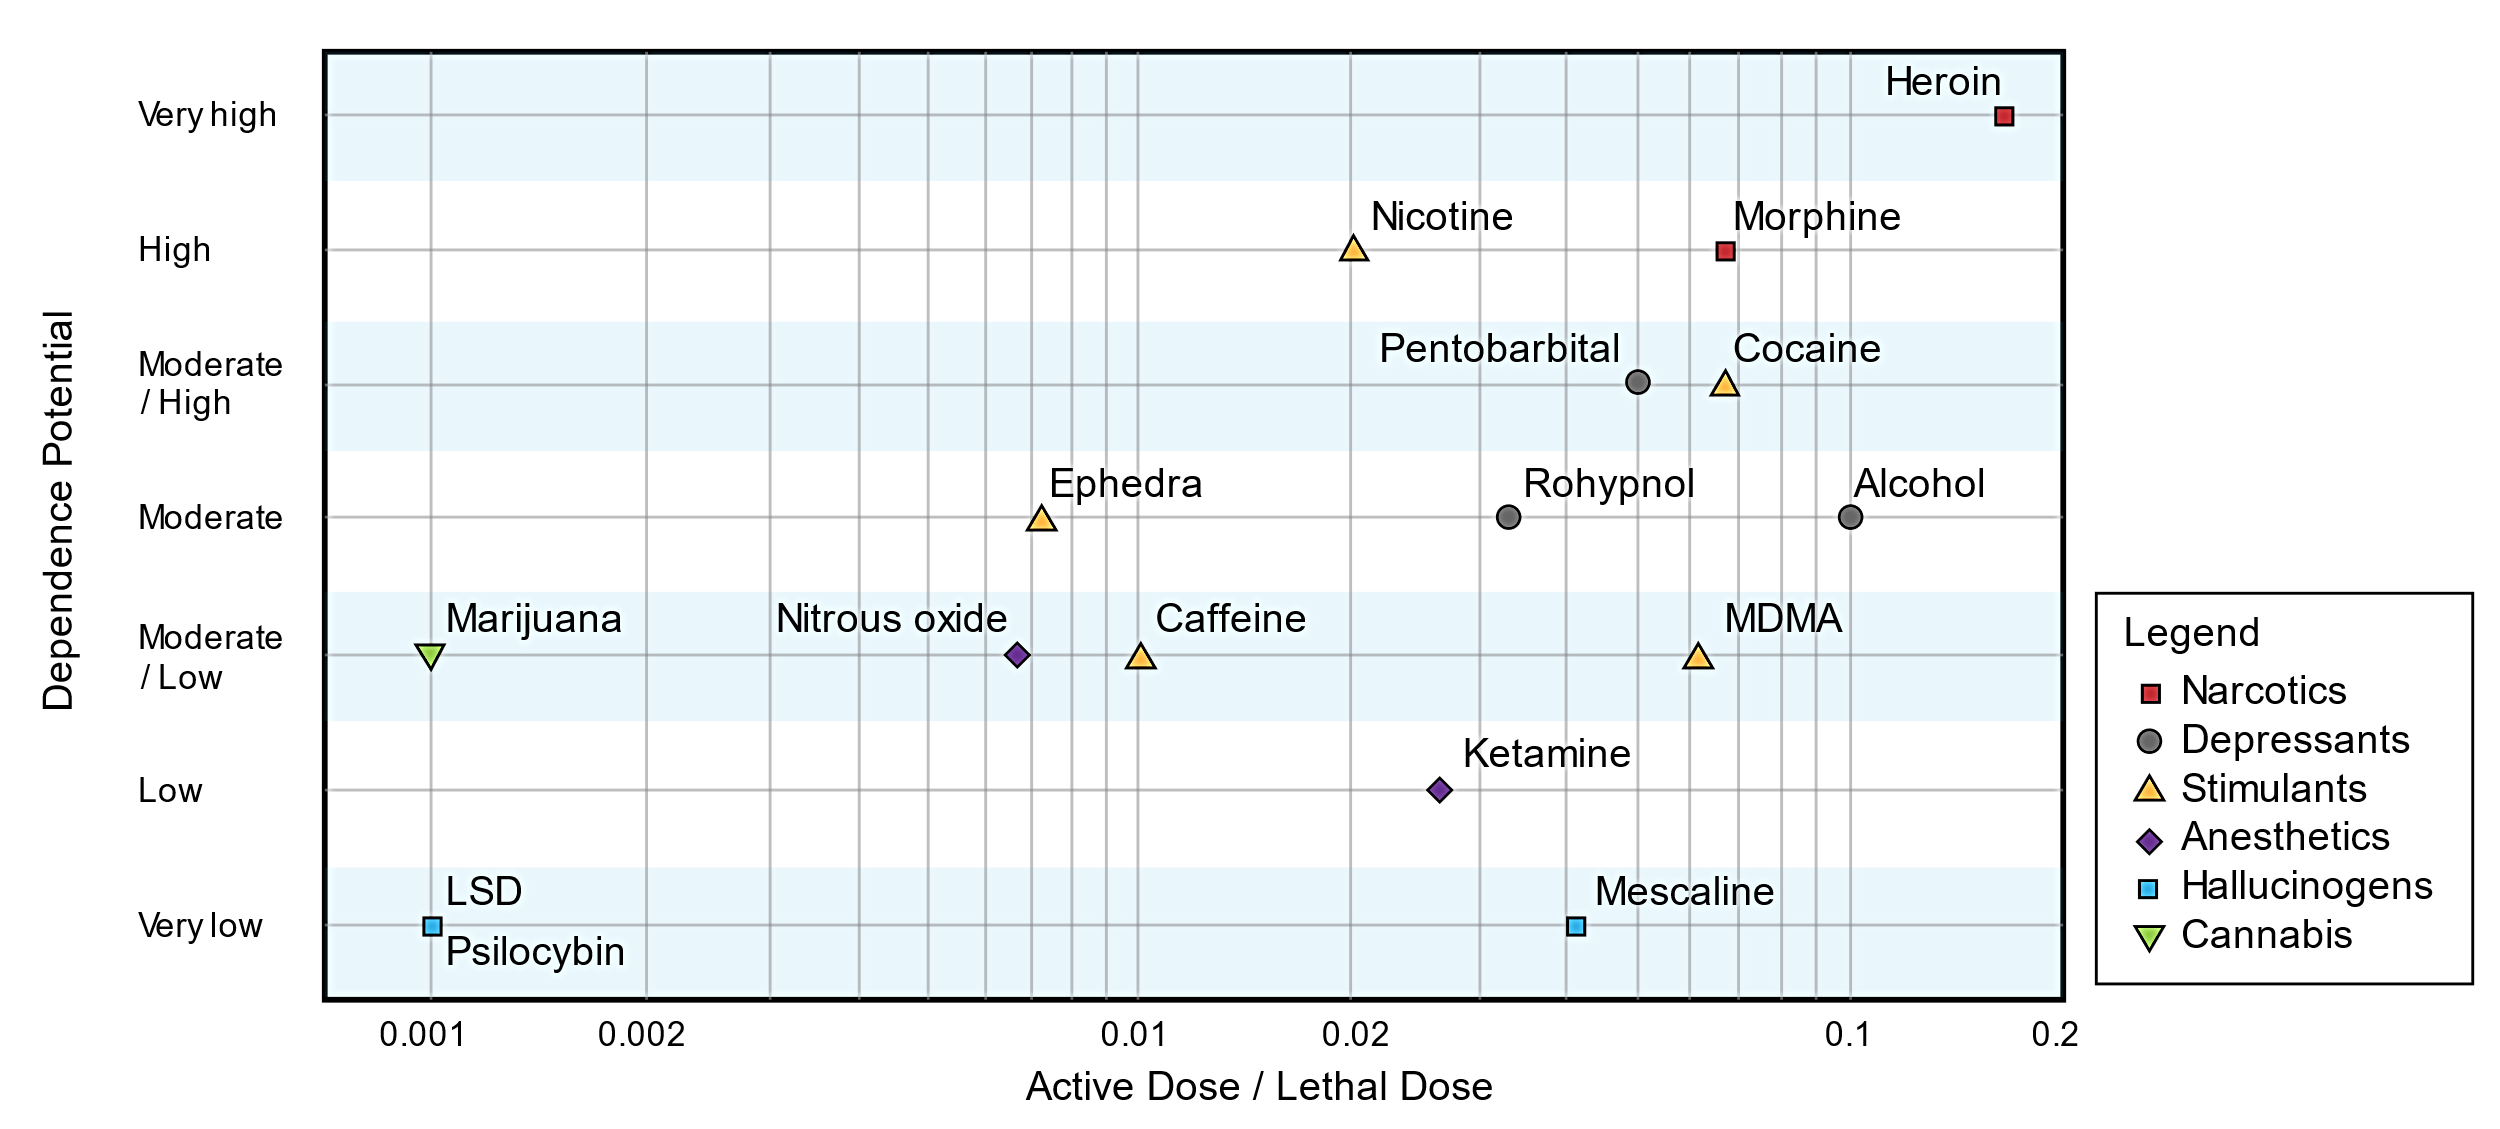 Heroin
Very high
Nicotine
Morphine
High
Pentobarbital
Cocaine
Moderate
/ High
Ephedra
Rohypnol
Alcohol
Moderate
Marijuana
Nitrous oxide
Caffeine
MDMA
Moderate
/ Low
Ketamine
Low
LSD
Mescaline
Very low
Psilocybin
Dependence Potential
0.001
0.002
0.01
0.02
0.1
0.2
Active Dose / Lethal Dose
Legend
Narcotics
Depressants
Stimulants
Anesthetics
Hallucinogens
Cannabis